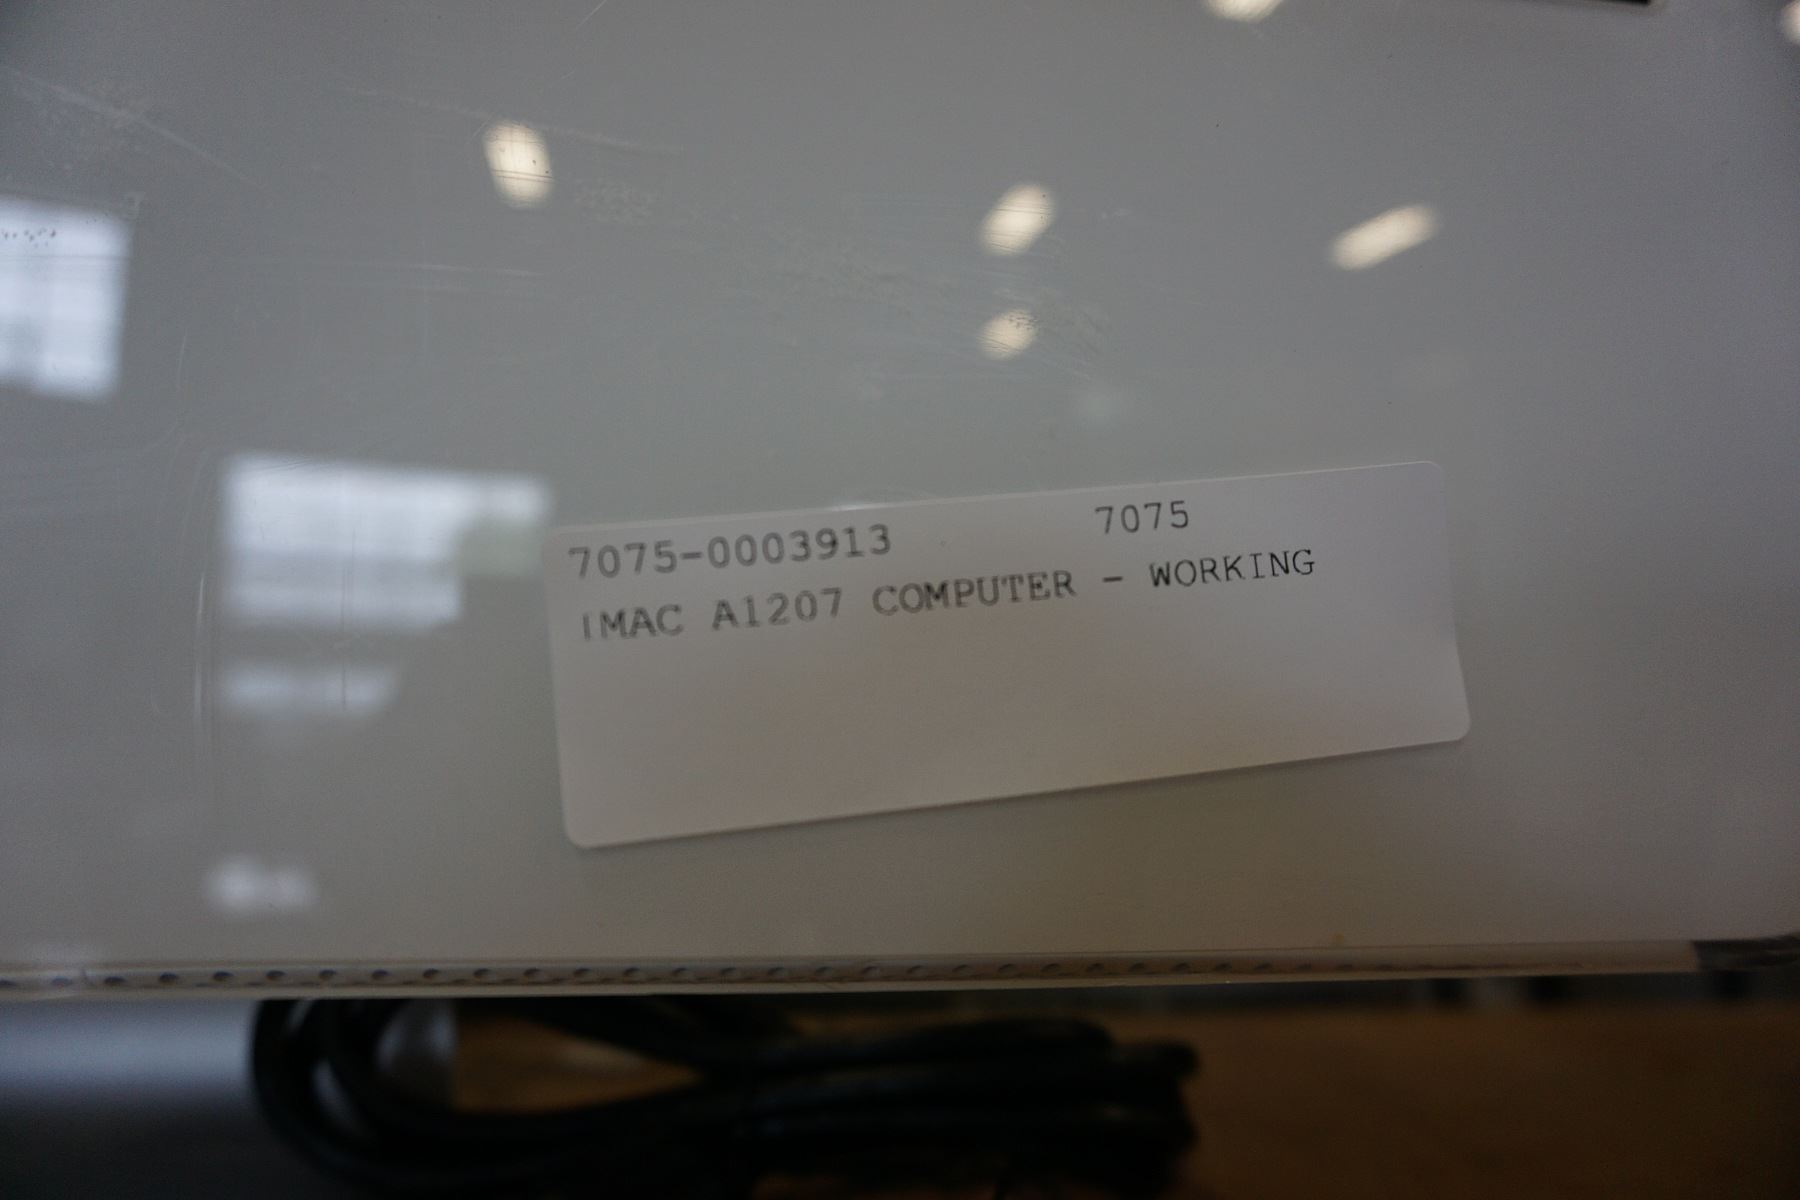 7075-0003913 7075
IMAC A1207 COMPUTER - WORKING